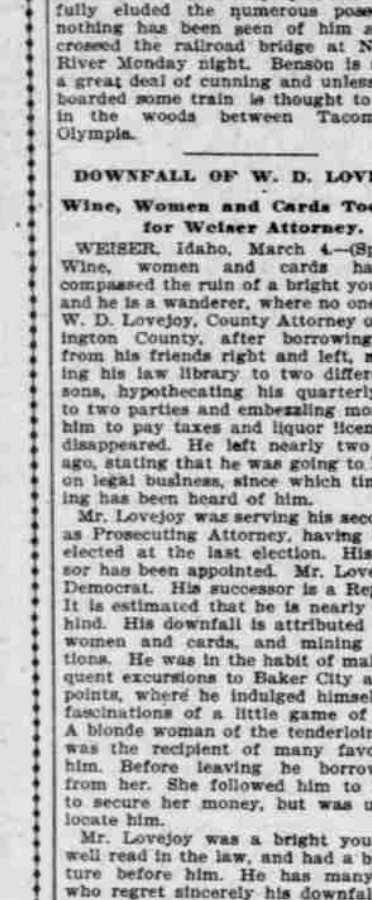 fully eluded the numerous posse
nothing has been seen of him a
crossed the railroad bridge at N
River Monday night. Benson is
a great deal of cunning and unless
boarded some train is thought to
in the woods between Tacom
Olympia.
DOWNFALL OF W. D. LOVE
Wine, Women and Cards Too
for Weiser Attorney.
WEISER, Idaho, March 4.—(Sp
Wine, women and cards ha
compassed the ruin of a bright you
and he is a wanderer, where no one
W. D. Lovejoy, County Attorney o
ington County, after borrowing
from his friends right and left,
ing his law library to two differ
sons, hypothecating his quarterly
to two parties and embezzling mo
him to pay taxes and liquor licen
disappeared. He left nearly two
ago, stating that he was going to
on legal business, since which tim
ing has been heard of him.
Mr. Lovejoy was serving his seco
as Prosecuting Attorney, having
elected at the last election. His
sor has been appointed. Mr. Love
Democrat. His successor is a Rep
It is estimated that he is nearly
hind. His downfall is attributed
women and cards, and mining
tions. He was in the habit of mak
quent excursions to Baker City a
points, where he indulged himse
fascinations of a little game of
A blonde woman of the tenderloin
was the recipient of many favo
him. Before leaving he borrow
from her. She followed him to
to secure her money, but was u
locate him.
Mr. Lovejoy was a bright you
well read in the law, and had a b
ture before him. He has many
who regret sincerely his downfal